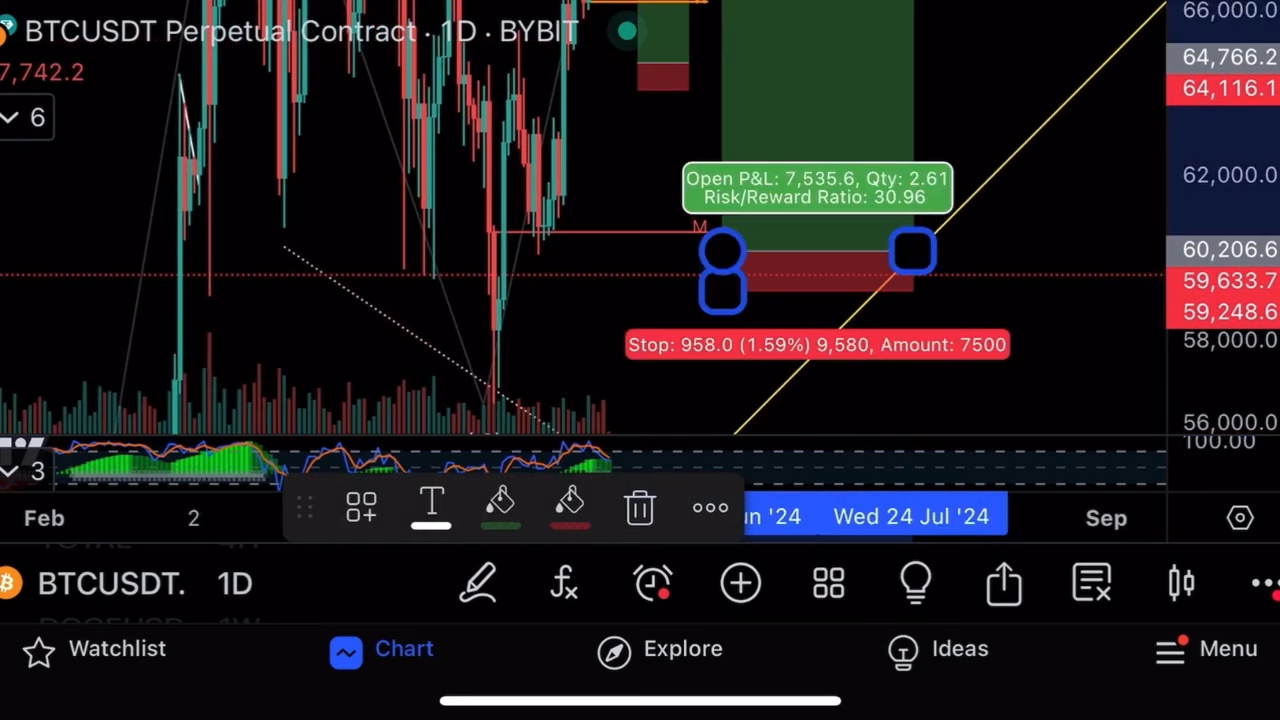 BTCUSDT Perpetual Contract · 1D · BYBIT
7,742.2
6
66,000.0
64,766.2
64,116.1
62,000.0
60,206.6
59,633.7
59,248.6
58,000.0
56,000.0
100.00
Open P&L: 7,535.6, Qty: 2.61
Risk/Reward Ratio: 30.96
M
Stop: 958.0 (1.59%) 9,580, Amount: 7500
3
Feb
2
'24
Wed 24 Jul '24
Sep
T
BTCUSDT.
1D
Watchlist
Chart
Explore
Ideas
Menu